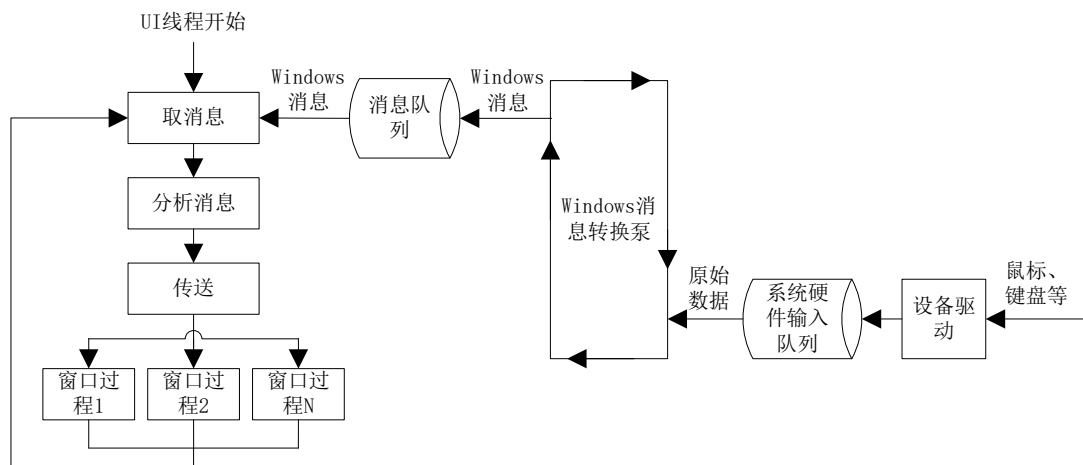 UI线程开始
Windows
消息
Windows
消息
取消息
消息队
列
分析消息
Windows消
息转换泵
传送
原始
数据
系统硬
件输入
队列
设备驱
动
鼠标、
键盘等
窗口过
程1
窗口过
程2
窗口过
程N